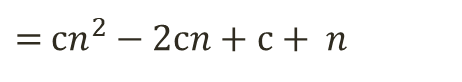 = cn² − 2cn + c + n